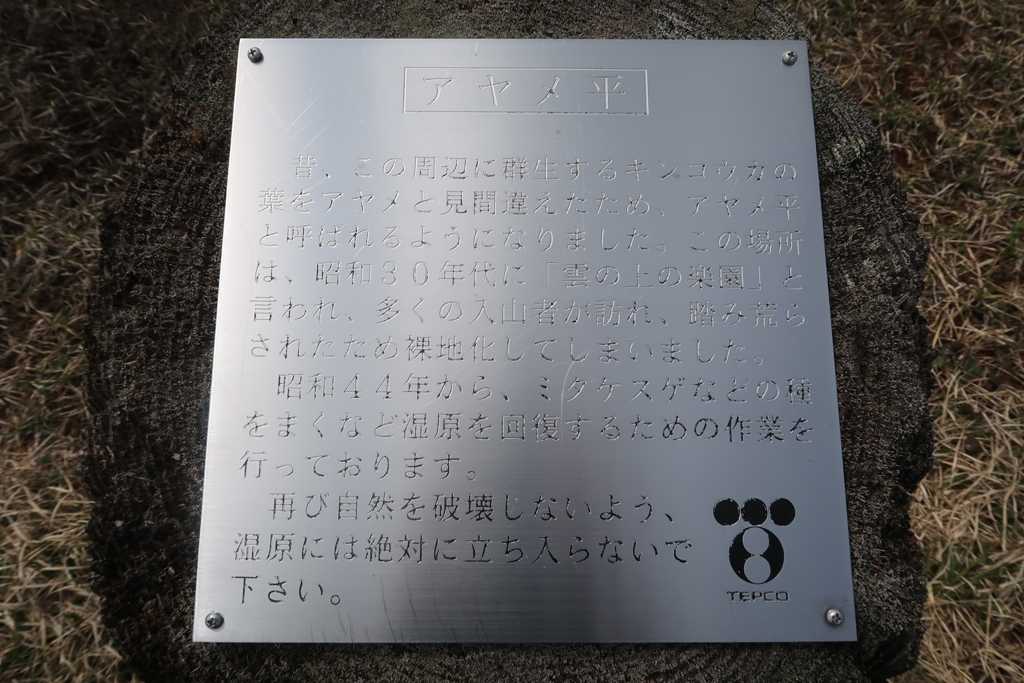 アヤメ平
昔、この周辺に群生するキンコウカの
葉をアヤメと見間違えたため、アヤメ平
と呼ばれるようになりました。この場所
は、昭和３０年代に「雲の上の楽園」と
言われ、多くの入山者が訪れ、踏み荒ら
されたため裸地化してしまいました。
昭和４４年から、ミタケスゲなどの種
をまくなど湿原を回復するための作業を
行っております。
再び自然を破壊しないよう、
湿原には絶対に立ち入らないで
下さい。
TEPCO